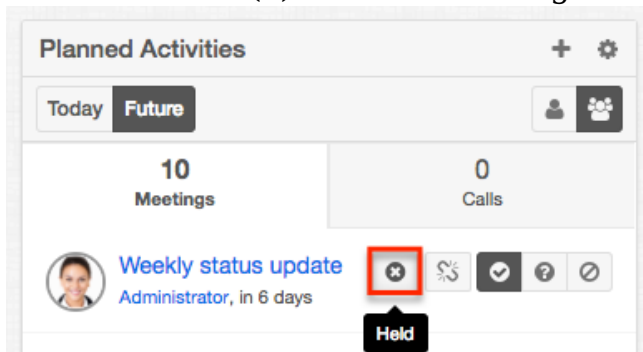 Planned Activities
Today Future
10 0
Meetings Calls
Weekly status update
Administrator, in 6 days
Held